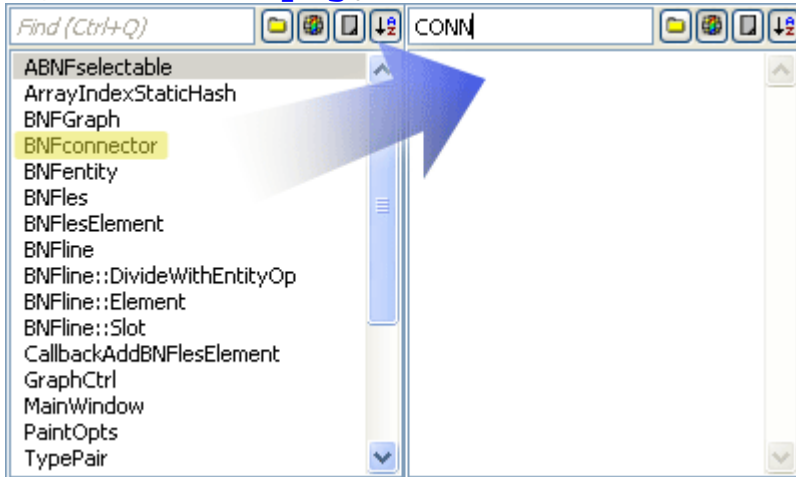 Find (Ctrl+Q)
CONN
ABNFselectable
ArrayIndexStaticHash
BNFGraph
BNFconnector
BNFentity
BNFles
BNFlesElement
BNFline
BNFline::DivideWithEntityOp
BNFline::Element
BNFline::Slot
CallbackAddBNFlesElement
GraphCtrl
MainWindow
PaintOpts
TypePair